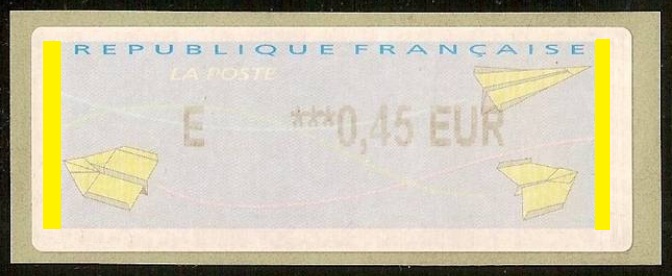 REPUBLIQUE FRANÇAISE
LA POSTE
E ***0,45 EUR